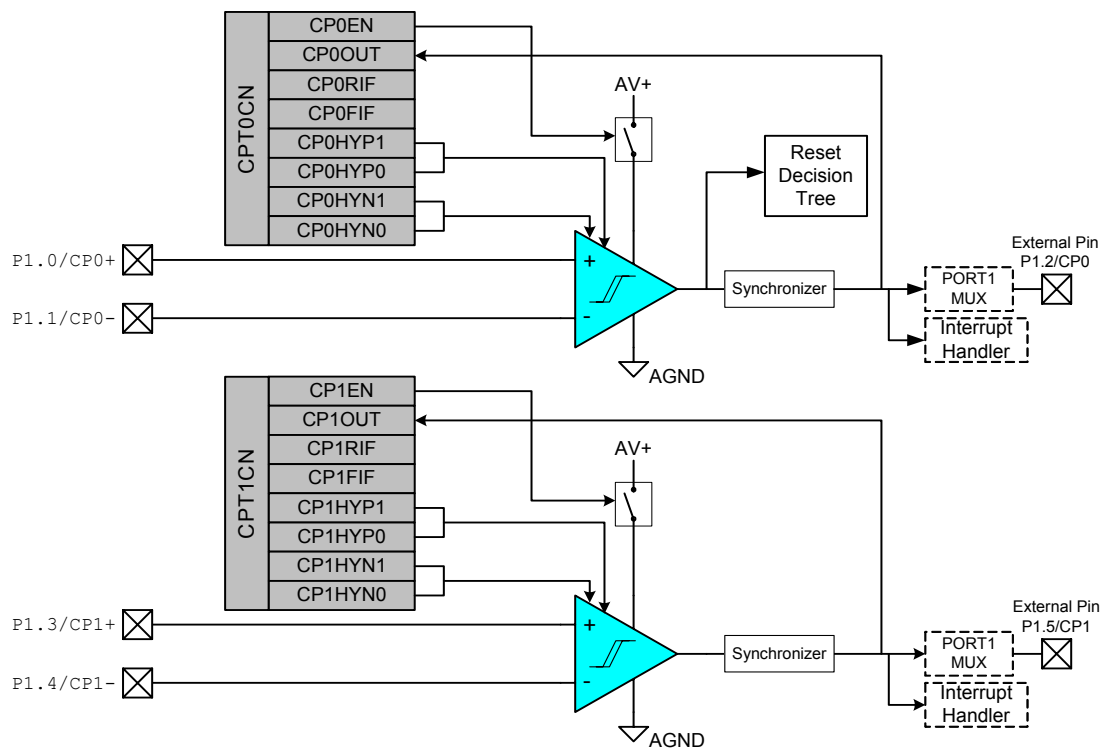 CPT0CN
CP0EN
CP0OUT
CP0RIF
CP0FIF
CP0HYP1
CP0HYP0
CP0HYN1
CP0HYN0
AV+
Reset
Decision
Tree
P1.0/CP0+
P1.1/CP0-
+
-
Synchronizer
External Pin
P1.2/CP0
PORT1
MUX
Interrupt
Handler
AGND
CPT1CN
CP1EN
CP1OUT
CP1RIF
CP1FIF
CP1HYP1
CP1HYP0
CP1HYN1
CP1HYN0
AV+
P1.3/CP1+
P1.4/CP1-
+
-
Synchronizer
External Pin
P1.5/CP1
PORT1
MUX
Interrupt
Handler
AGND